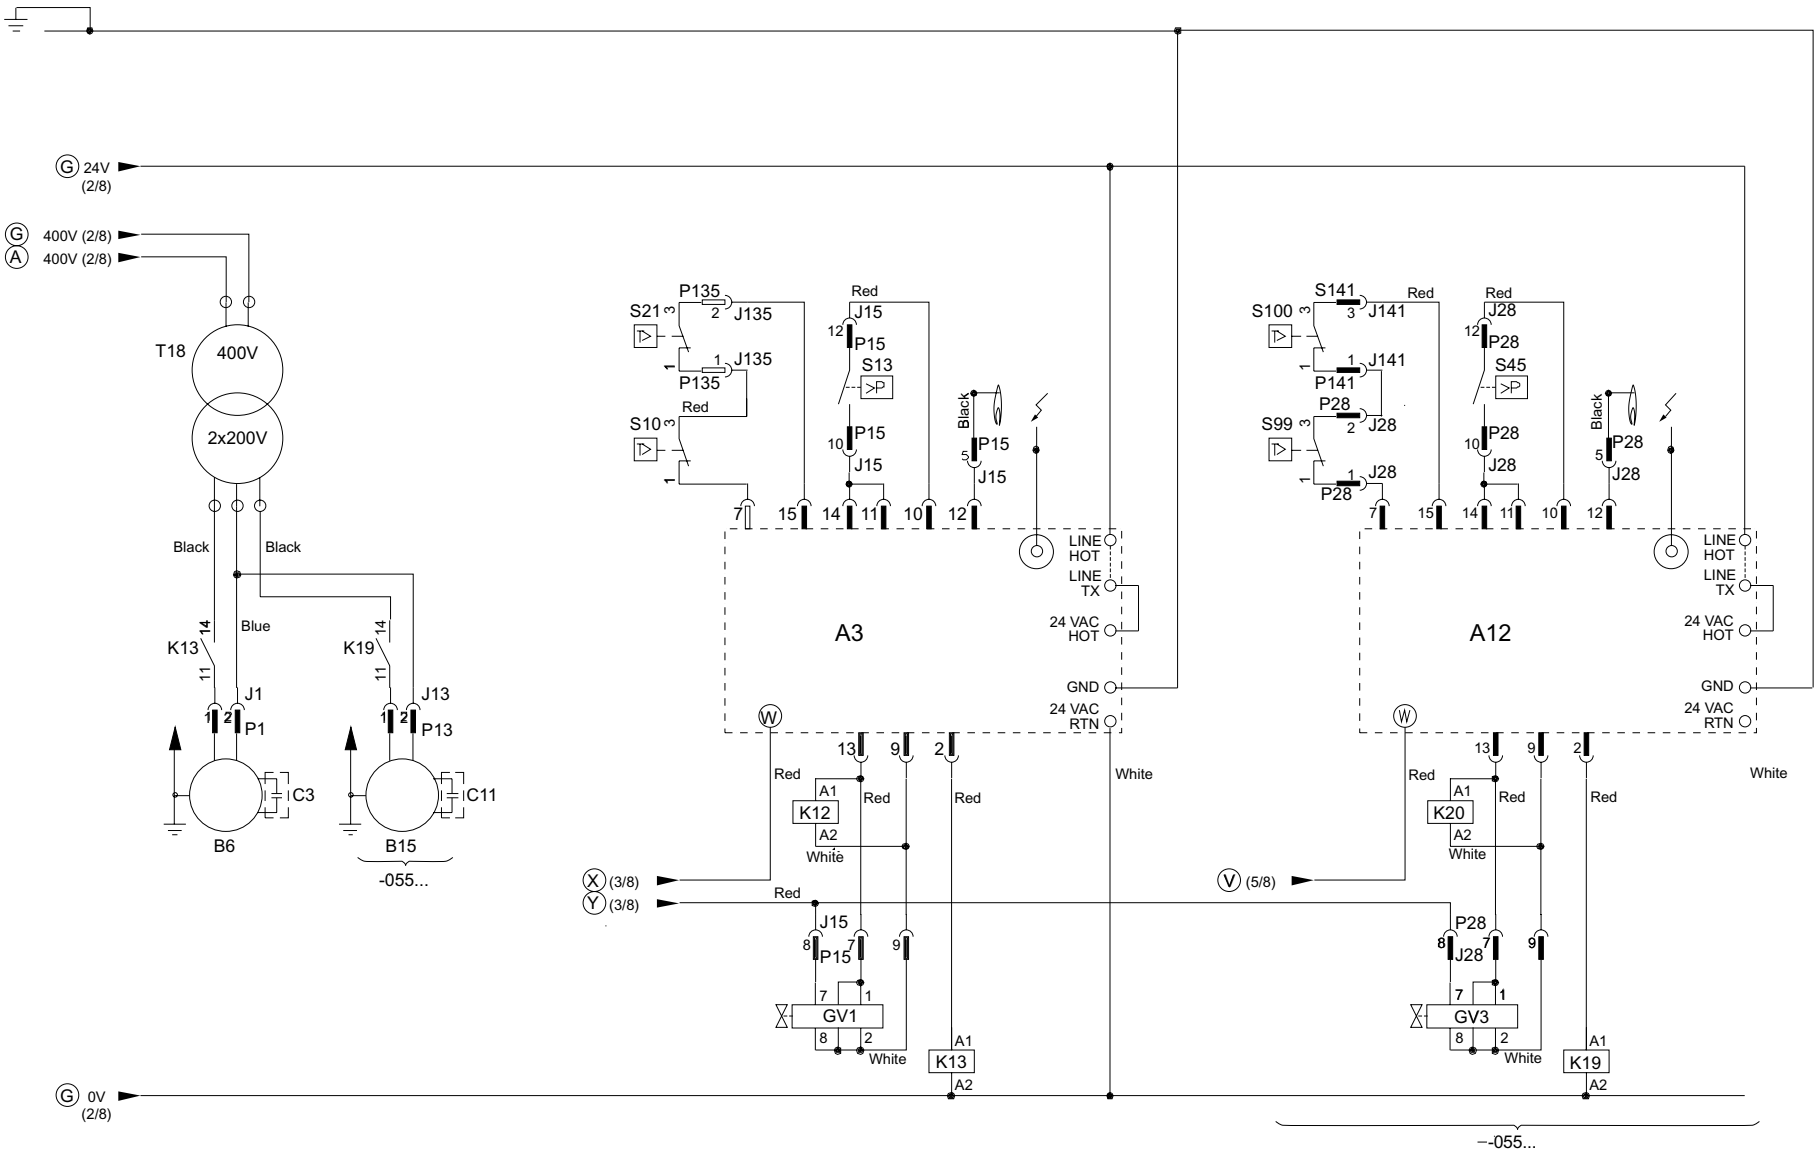 G 24V
(2/8)
G 400V (2/8)
A 400V (2/8)
T18
400V
2x200V
Black
Black
Blue
K13
14
11
K19
14
11
J1
1 2
P1
J13
1 2
P13
C3
B6
C11
B15
-055...
S21
3
P135
2
J135
1
1
J135
P135
Red
S10
3
1
Red
J15
12
P15
S13
>P
P15
10
J15
Black
P15
5
J15
7
15
14
11
10
12
LINE
HOT
LINE
TX
24 VAC
HOT
GND
24 VAC
RTN
A3
W
13
9
2
Red
A1
K12
A2
White
Red
Red
White
X (3/8)
Y (3/8)
Red
J15
8
P15
7
9
7
1
GV1
8
2
White
A1
K13
A2
S100
3
S141
3
J141
Red
1
1
J141
P141
P28
2
J28
S99
3
1
1
J28
P28
Red
J28
12
P28
S45
>P
P28
10
J28
Black
P28
5
J28
7
15
14
11
10
12
LINE
HOT
LINE
TX
24 VAC
HOT
GND
24 VAC
RTN
A12
W
13
9
2
Red
A1
K20
A2
White
Red
Red
White
V (5/8)
P28
8
J28
7
9
7
1
GV3
8
2
White
A1
K19
A2
G 0V
(2/8)
--055...